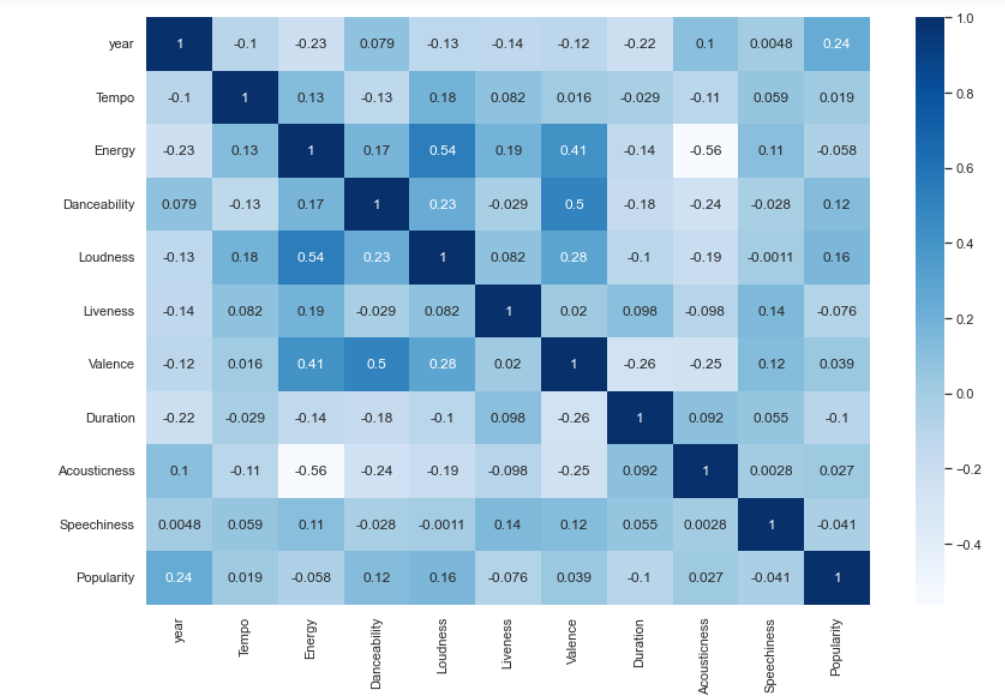 year 1 -0.1 -0.23 0.079 -0.13 -0.14 -0.12 -0.22 0.1 0.0048 0.24
Tempo -0.1 1 0.13 -0.13 0.18 0.082 0.016 -0.029 -0.11 0.059 0.019
Energy -0.23 0.13 1 0.17 0.54 0.19 0.41 -0.14 -0.56 0.11 -0.058
Danceability 0.079 -0.13 0.17 1 0.23 -0.029 0.5 -0.18 -0.24 -0.028 0.12
Loudness -0.13 0.18 0.54 0.23 1 0.082 0.28 -0.1 -0.19 -0.0011 0.16
Liveness -0.14 0.082 0.19 -0.029 0.082 1 0.02 0.098 -0.098 0.14 -0.076
Valence -0.12 0.016 0.41 0.5 0.28 0.02 1 -0.26 -0.25 0.12 0.039
Duration -0.22 -0.029 -0.14 -0.18 -0.1 0.098 -0.26 1 0.092 0.055 -0.1
Acousticness 0.1 -0.11 -0.56 -0.24 -0.19 -0.098 -0.25 0.092 1 0.0028 0.027
Speechiness 0.0048 0.059 0.11 -0.028 -0.0011 0.14 0.12 0.055 0.0028 1 -0.041
Popularity 0.24 0.019 -0.058 0.12 0.16 -0.076 0.039 -0.1 0.027 -0.041 1
year
Tempo
Energy
Danceability
Loudness
Liveness
Valence
Duration
Acousticness
Speechiness
Popularity
1.0
0.8
0.6
0.4
0.2
0.0
-0.2
-0.4